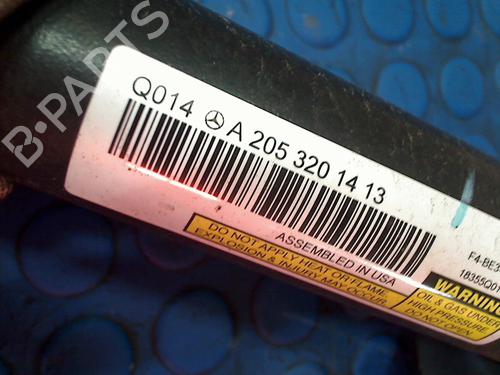 B-PARTS
Q014 A 205 320 14 13
ASSEMBLED IN USA
DO NOT APPLY HEAT OR FLAME.
EXPLOSION & INJURY MAY OCCUR.
WARNING
OIL & GAS UNDER
HIGH PRESSURE
DO NOT OPEN